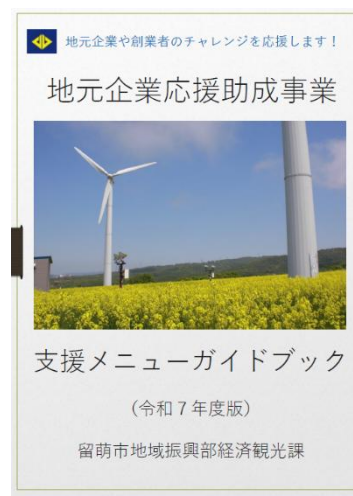 地元企業や創業者のチャレンジを応援します！
地元企業応援助成事業
支援メニューガイドブック
（令和７年度版）
留萌市地域振興部経済観光課